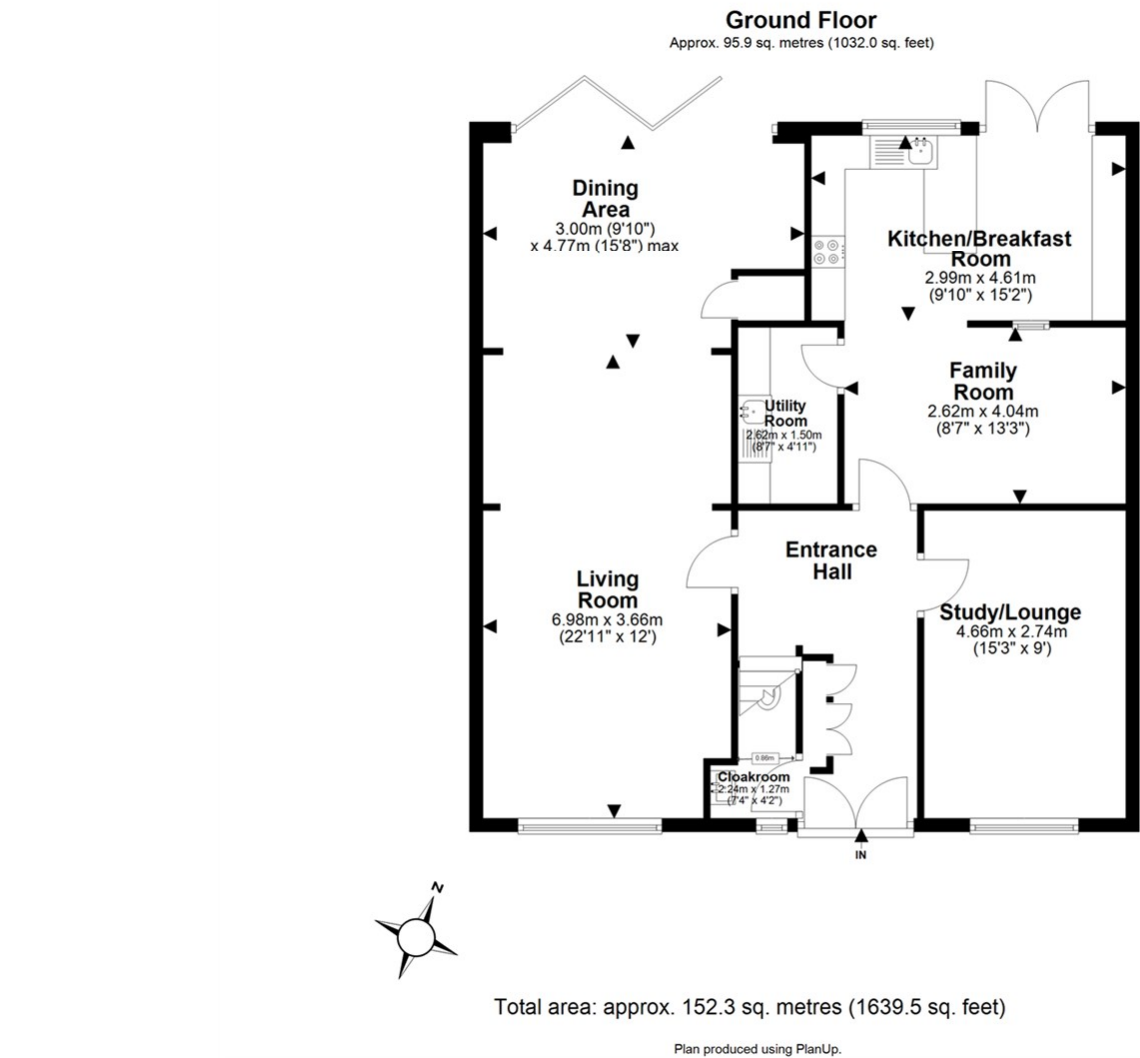 Ground Floor
Approx. 95.9 sq. metres (1032.0 sq. feet)
Dining
Area
3.00m (9'10")
x 4.77m (15'8") max
Kitchen/Breakfast
Room
2.99m x 4.61m
(9'10" x 15'2")
Family
Room
2.62m x 4.04m
(8'7" x 13'3")
Utility
Room
2.62m x 1.50m
(8'7" x 4'11")
Entrance
Hall
Living
Room
6.98m x 3.66m
(22'11" x 12')
Study/Lounge
4.66m x 2.74m
(15'3" x 9')
0.86m
Cloakroom
2.24m x 1.27m
(7'4" x 4'2")
IN
N
Total area: approx. 152.3 sq. metres (1639.5 sq. feet)
Plan produced using PlanUp.